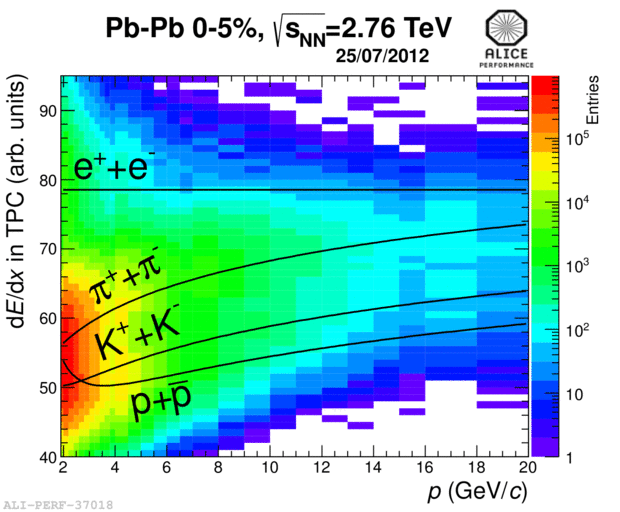 Pb-Pb 0-5%, √sNN=2.76 TeV
25/07/2012
ALICE
PERFORMANCE
dE/dx in TPC (arb. units)
90
80
70
60
50
40
e⁺+e⁻
π⁺+π⁻
K⁺+K⁻
p+p̅
2 4 6 8 10 12 14 16 18 20
p (GeV/c)
Entries
10⁵
10⁴
10³
10²
10
1
ALI-PERF-37018